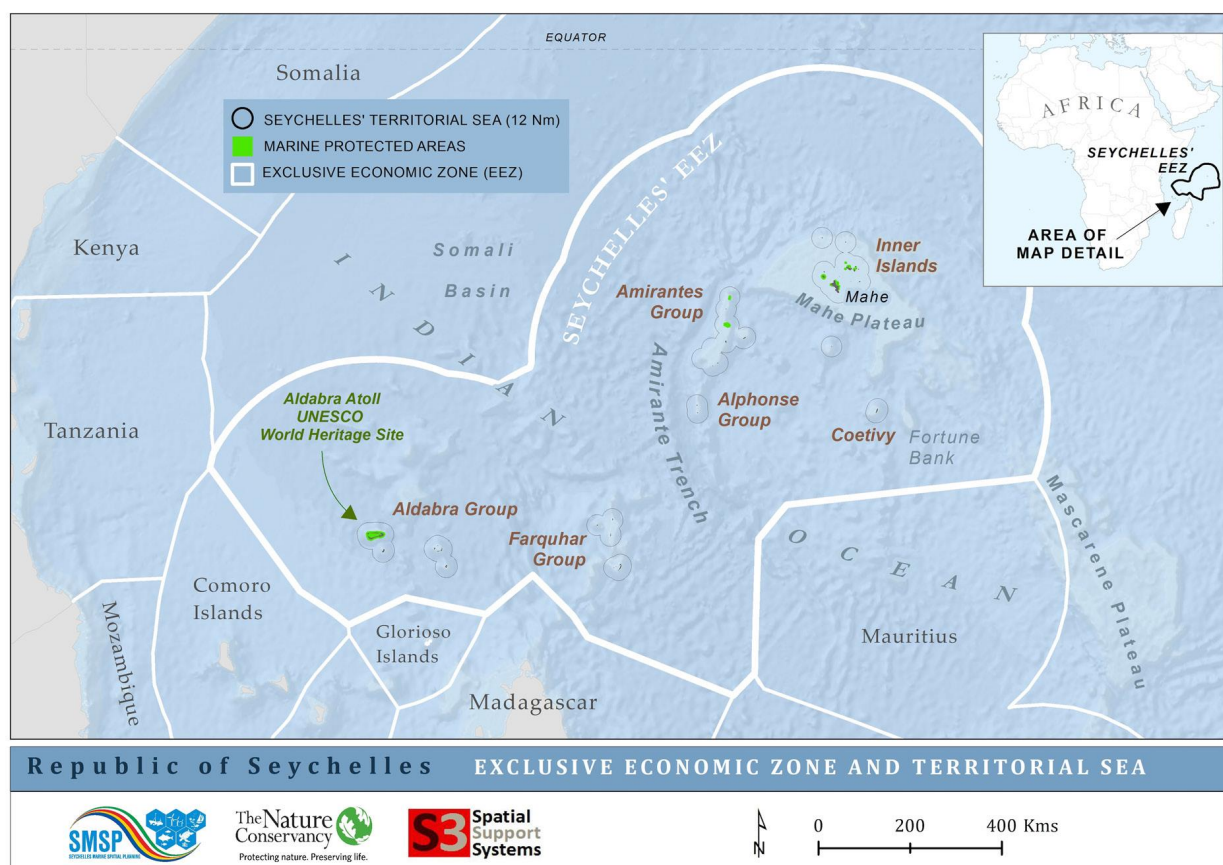 EQUATOR
Somalia
SEYCHELLES' TERRITORIAL SEA (12 Nm)
MARINE PROTECTED AREAS
EXCLUSIVE ECONOMIC ZONE (EEZ)
AFRICA
SEYCHELLES'
EEZ
AREA OF
MAP DETAIL
Kenya
Somali
Basin
SEYCHELLES' EEZ
Inner
Islands
Mahe
Mahe Plateau
Amirantes
Group
INDIAN
Amirante Trench
Alphonse
Group
Coetivy
Fortune
Bank
Aldabra Atoll
UNESCO
World Heritage Site
Tanzania
Aldabra Group
Farquhar
Group
OCEAN
Mascarene Plateau
Comoro
Islands
Mozambique
Glorioso
Islands
Madagascar
Mauritius
Republic of Seychelles EXCLUSIVE ECONOMIC ZONE AND TERRITORIAL SEA
SMSP
SEYCHELLES MARINE SPATIAL PLANNING
The Nature
Conservancy
Protecting nature. Preserving life.
S3
Spatial
Support
Systems
N
0 200 400 Kms